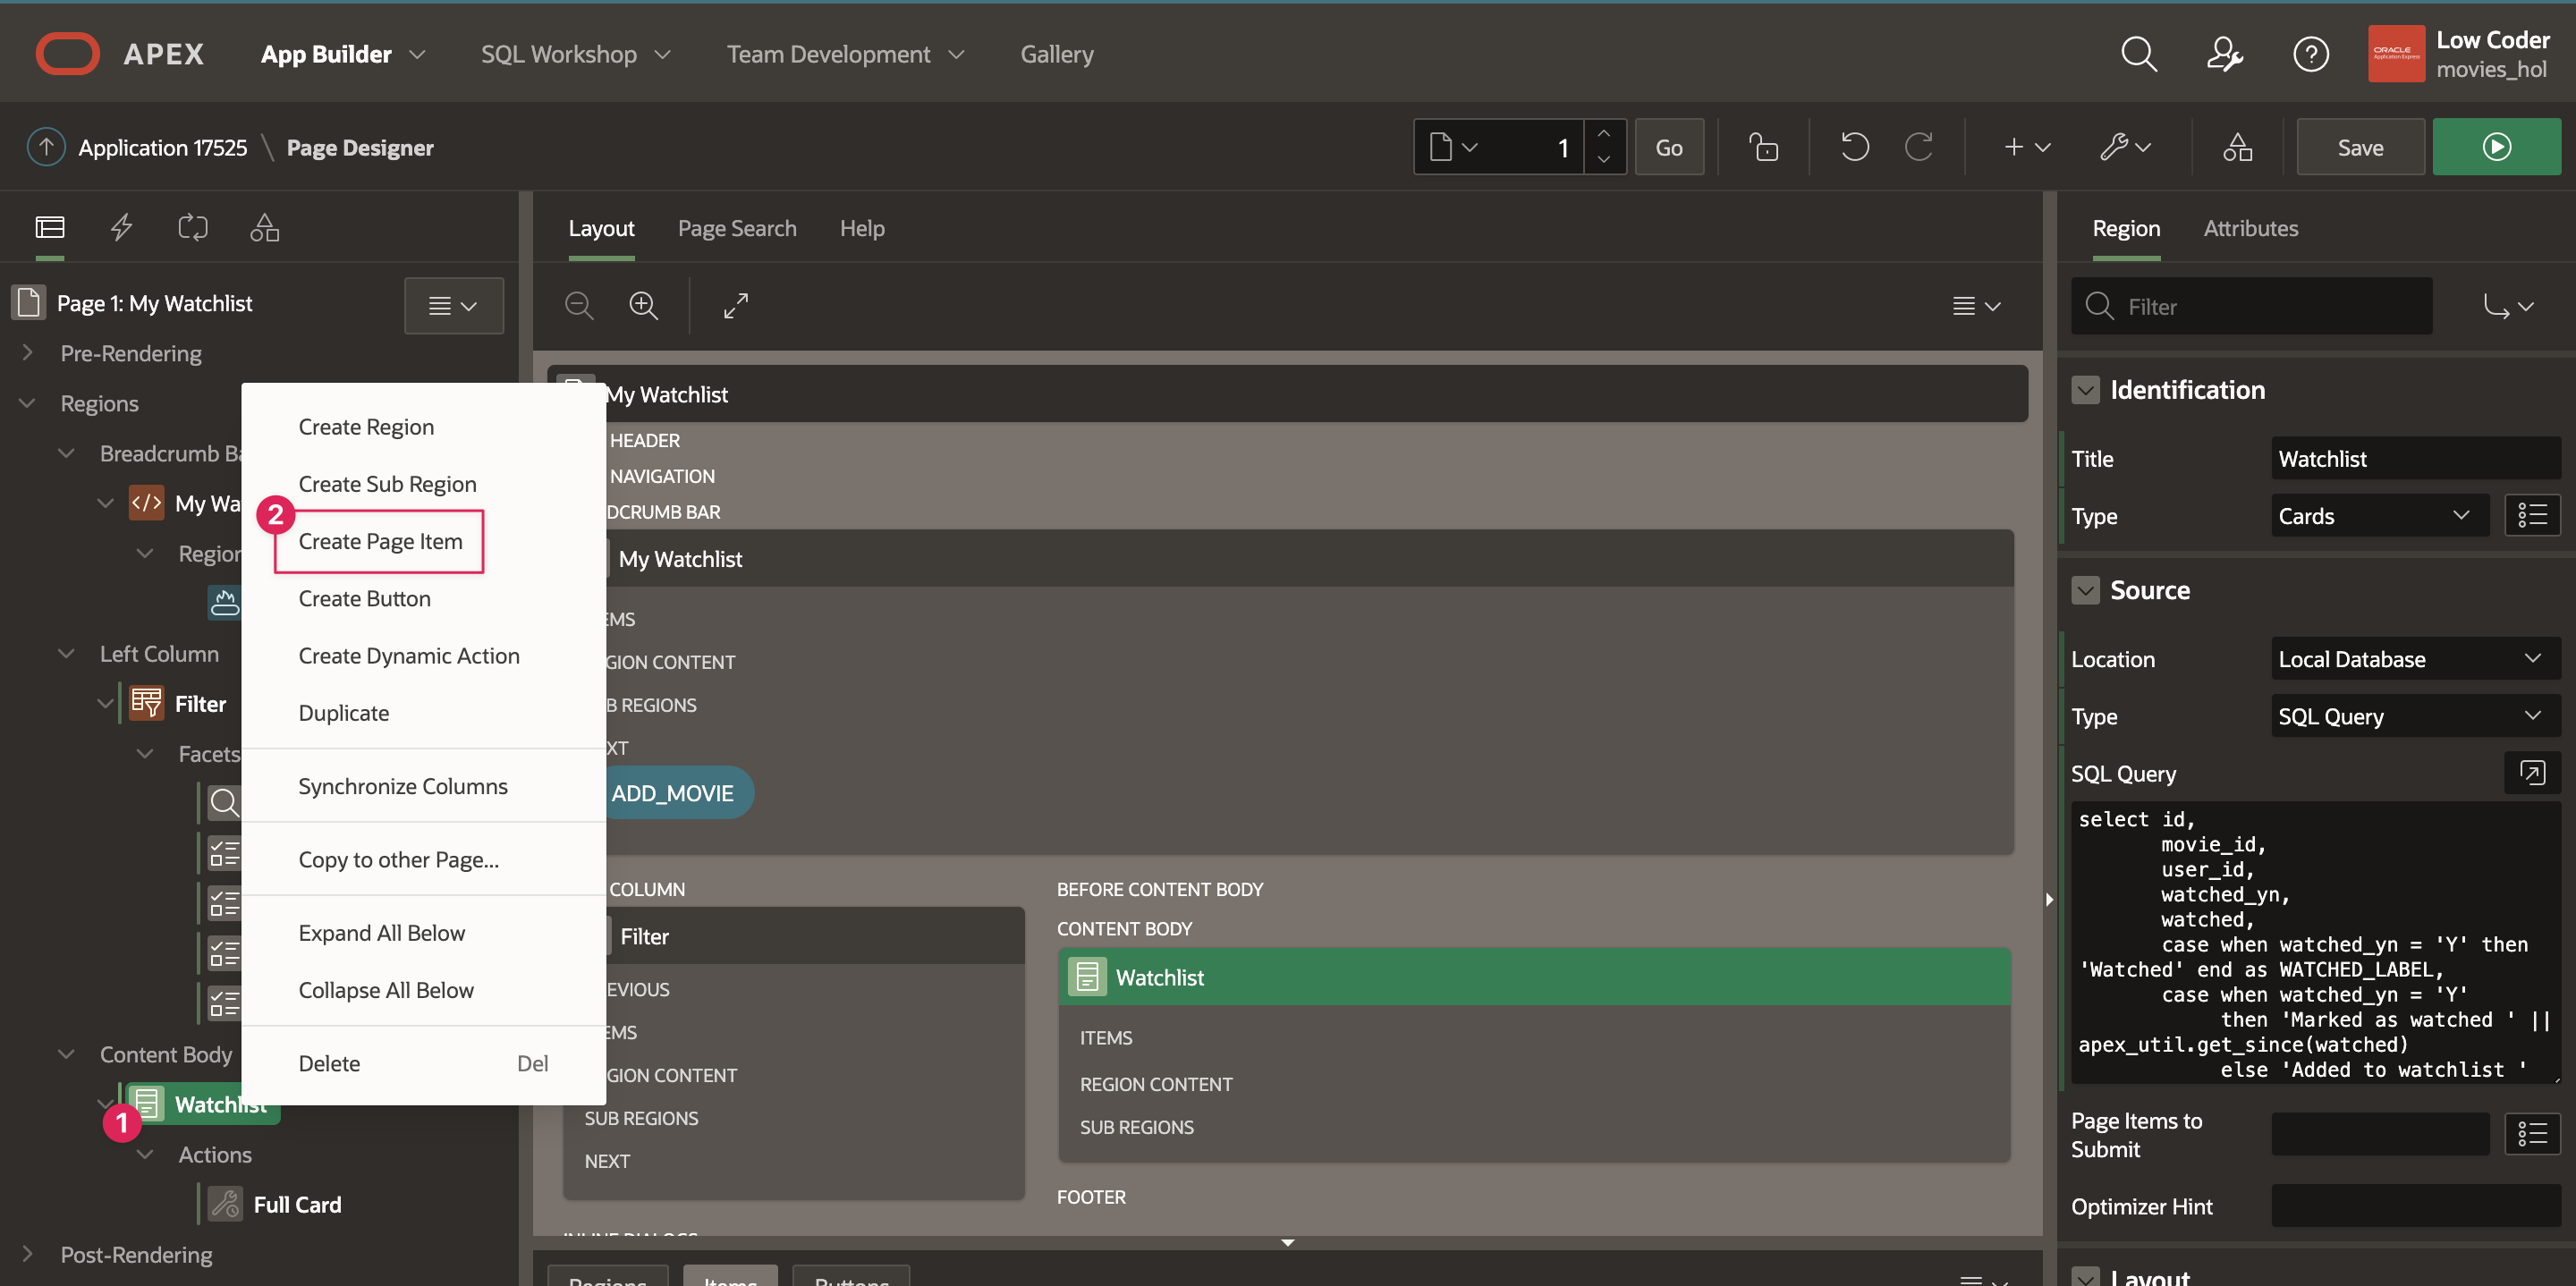 APEX
App Builder
SQL Workshop
Team Development
Gallery
ORACLE
Application Express
Low Coder
movies_hol
Application 17525 \ Page Designer
1
Go
Save
Layout
Page Search
Help
Region
Attributes
Page 1: My Watchlist
Pre-Rendering
Regions
Breadcrumb Ba
My Wa
Region
Left Column
Filter
Facets
Content Body
Watchlist
Actions
Full Card
Post-Rendering
1
2
Create Region
Create Sub Region
Create Page Item
Create Button
Create Dynamic Action
Duplicate
Synchronize Columns
Copy to other Page...
Expand All Below
Collapse All Below
Delete Del
My Watchlist
HEADER
NAVIGATION
DCRUMB BAR
My Watchlist
EMS
GION CONTENT
B REGIONS
XT
ADD_MOVIE
COLUMN
Filter
EVIOUS
EMS
GION CONTENT
SUB REGIONS
NEXT
BEFORE CONTENT BODY
CONTENT BODY
Watchlist
ITEMS
REGION CONTENT
SUB REGIONS
FOOTER
INLINE DIALOGS
Regions
Items
Buttons
Filter
Identification
Title Watchlist
Type Cards
Source
Location Local Database
Type SQL Query
SQL Query
select id,
movie_id,
user_id,
watched_yn,
watched,
case when watched_yn = 'Y' then
'Watched' end as WATCHED_LABEL,
case when watched_yn = 'Y'
then 'Marked as watched ' ||
apex_util.get_since(watched)
else 'Added to watchlist '
Page Items to
Submit
Optimizer Hint
Layout